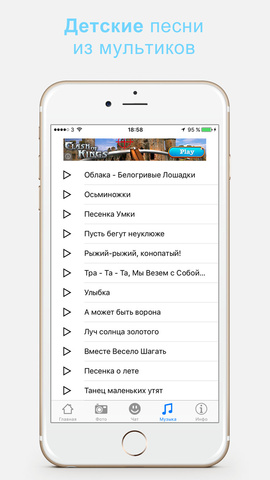 Детские песни
из мультиков
3 18:58 95 %
CLASH OF
KINGS
Play
Облака - Белогривые Лошадки
Осьминожки
Песенка Умки
Пусть бегут неуклюже
Рыжий-рыжий, конопатый!
Тра - Та - Та, Мы Везем с Собой...
Улыбка
А может быть ворона
Луч солнца золотого
Вместе Весело Шагать
Песенка о лете
Танец маленьких утят
Главная Фото Чат Музыка Инфо